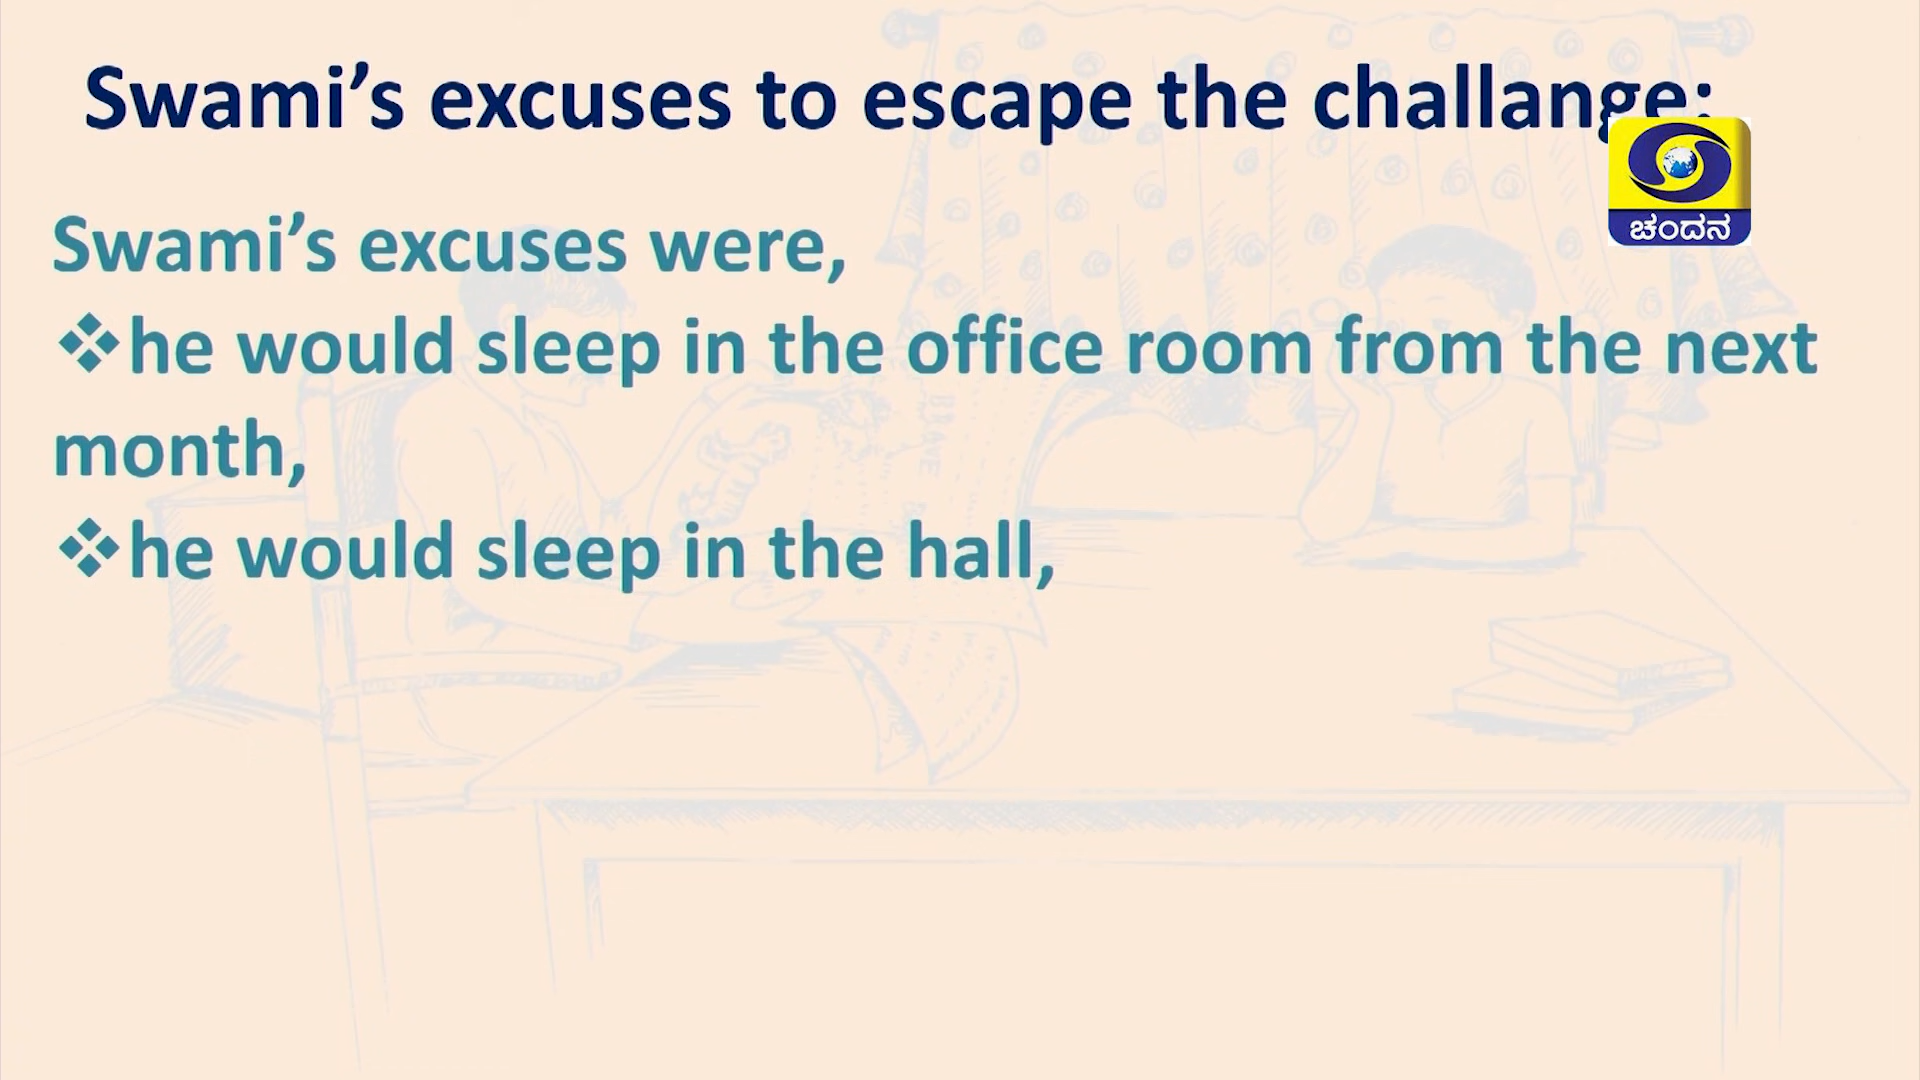 Swami’s excuses to escape the challange:
ಚಂದನ
Swami’s excuses were,
❖he would sleep in the office room from the next
month,
❖he would sleep in the hall,